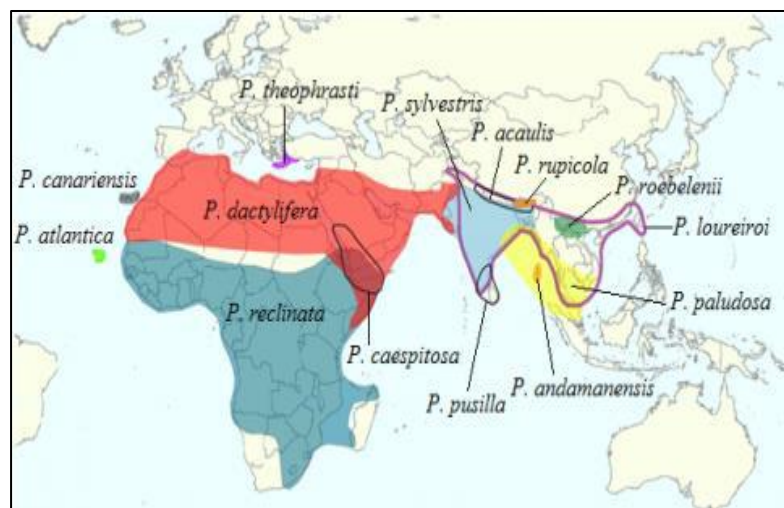 P. theophrasti
P. sylvestris
P. acaulis
P. rupicola
P. canariensis
P. roebelenii
P. dactylifera
P. atlantica
P. loureiroi
P. reclinata
P. paludosa
P. caespitosa
P. andamanensis
P. pusilla